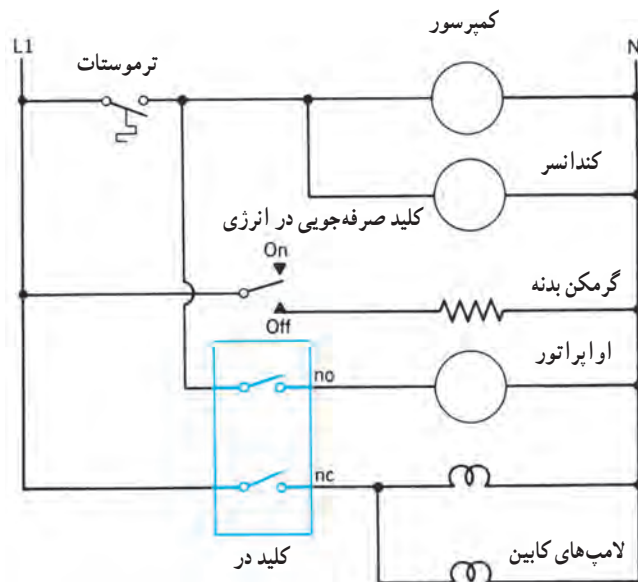 کمپرسور
L1
N
ترموستات
کندانسر
کلید صرفه‌جویی در انرژی
On
گرمکن بدنه
Off
اواپراتور
no
nc
کلید در
لامپ‌های کابین